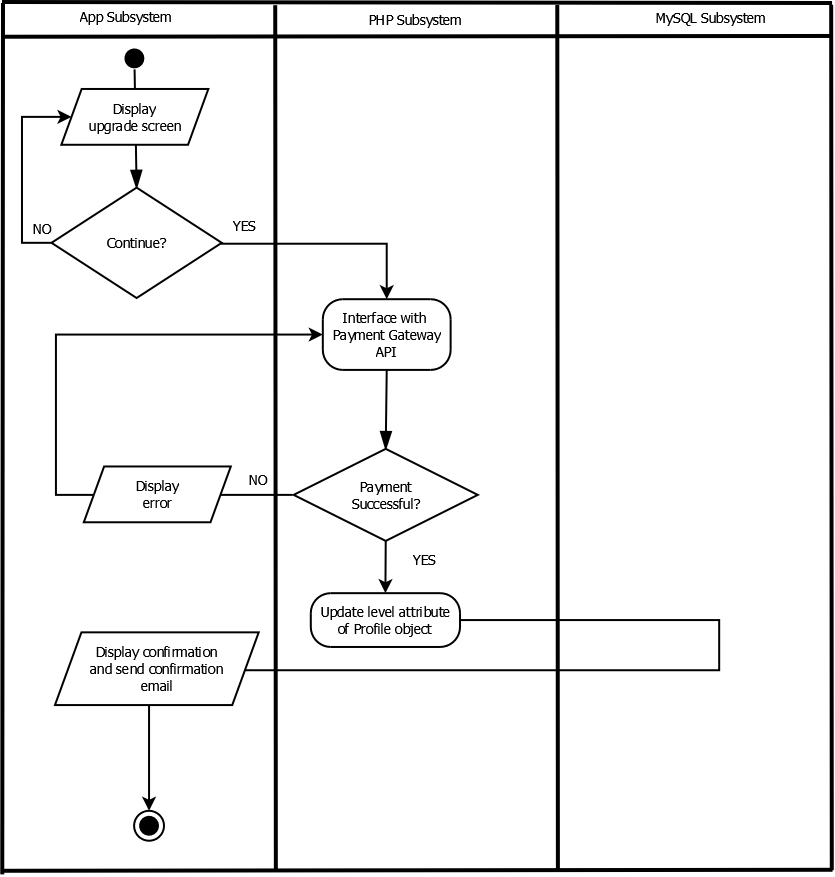 App Subsystem
PHP Subsystem
MySQL Subsystem
Display
upgrade screen
NO
Continue?
YES
Interface with
Payment Gateway
API
Display
error
NO
Payment
Successful?
YES
Update level attribute
of Profile object
Display confirmation
and send confirmation
email